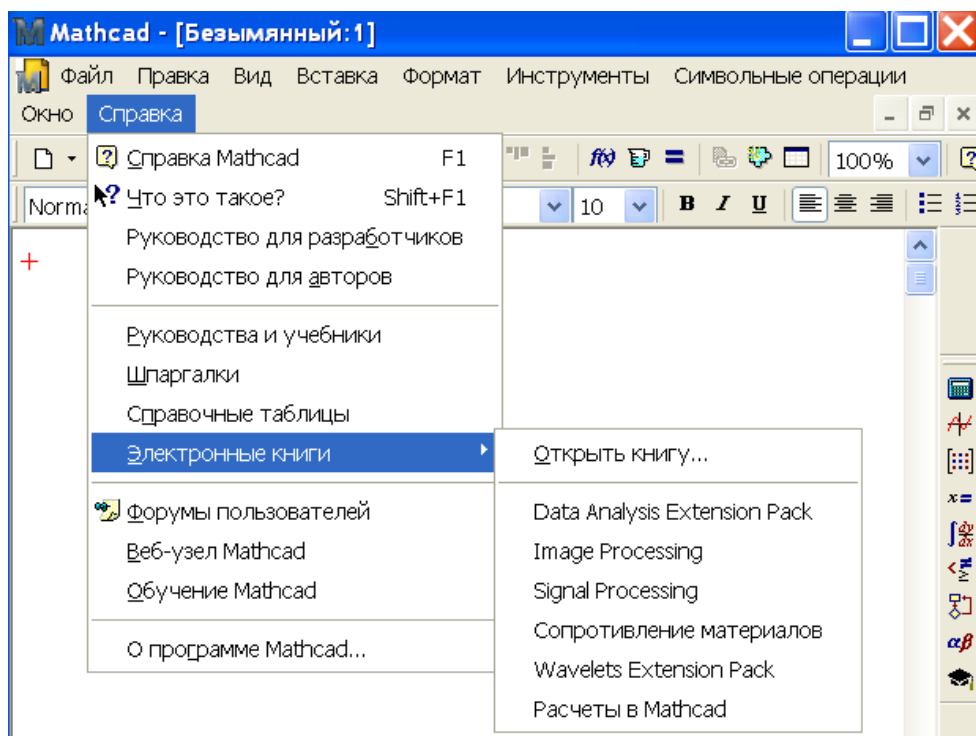 Mathcad - [Безымянный:1]
Файл Правка Вид Вставка Формат Инструменты Символьные операции
Окно Справка
Справка Mathcad F1
f(x) = 100%
Что это такое? Shift+F1
Norma 10 B I U
Руководство для разработчиков
Руководство для авторов
Руководства и учебники
Шпаргалки
Справочные таблицы
Электронные книги
Открыть книгу...
x=
Форумы пользователей
Data Analysis Extension Pack
∫ dy/dx
Веб-узел Mathcad
Image Processing
<≠≥
Обучение Mathcad
Signal Processing
О программе Mathcad...
Сопротивление материалов
αβ
Wavelets Extension Pack
Расчеты в Mathcad